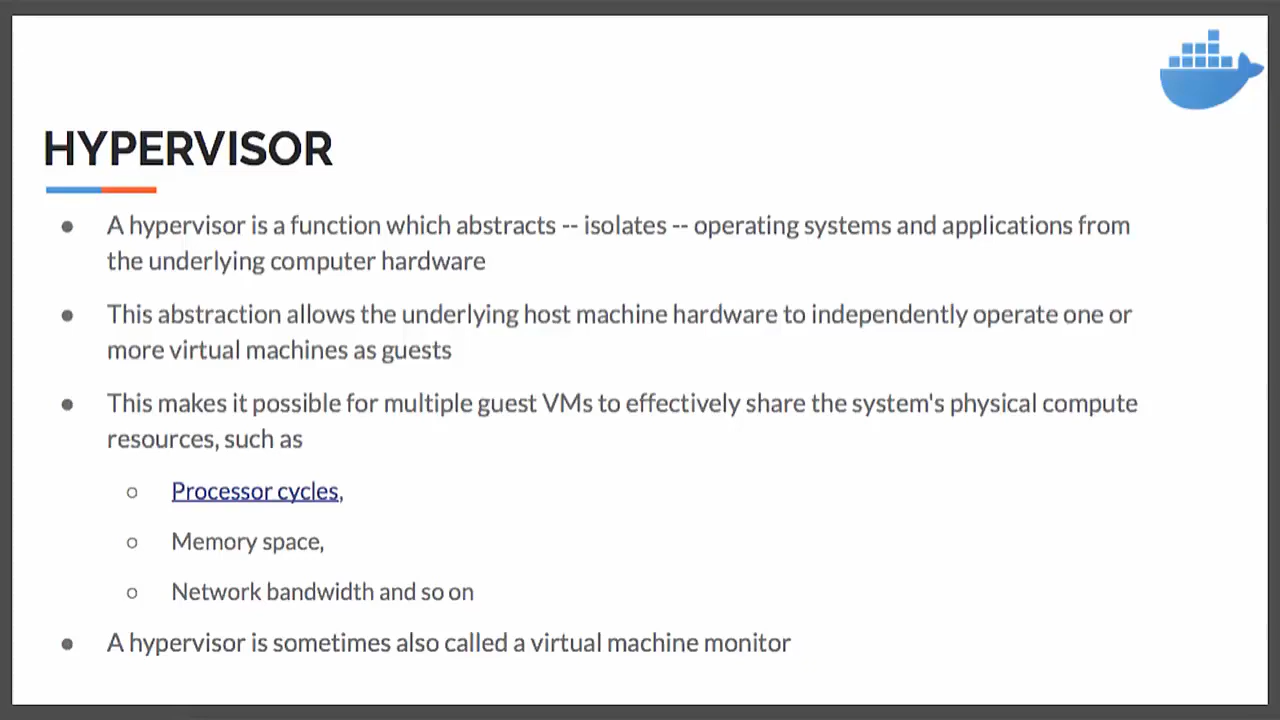 HYPERVISOR
● A hypervisor is a function which abstracts -- isolates -- operating systems and applications from
the underlying computer hardware
● This abstraction allows the underlying host machine hardware to independently operate one or
more virtual machines as guests
● This makes it possible for multiple guest VMs to effectively share the system's physical compute
resources, such as
○ Processor cycles,
○ Memory space,
○ Network bandwidth and so on
● A hypervisor is sometimes also called a virtual machine monitor